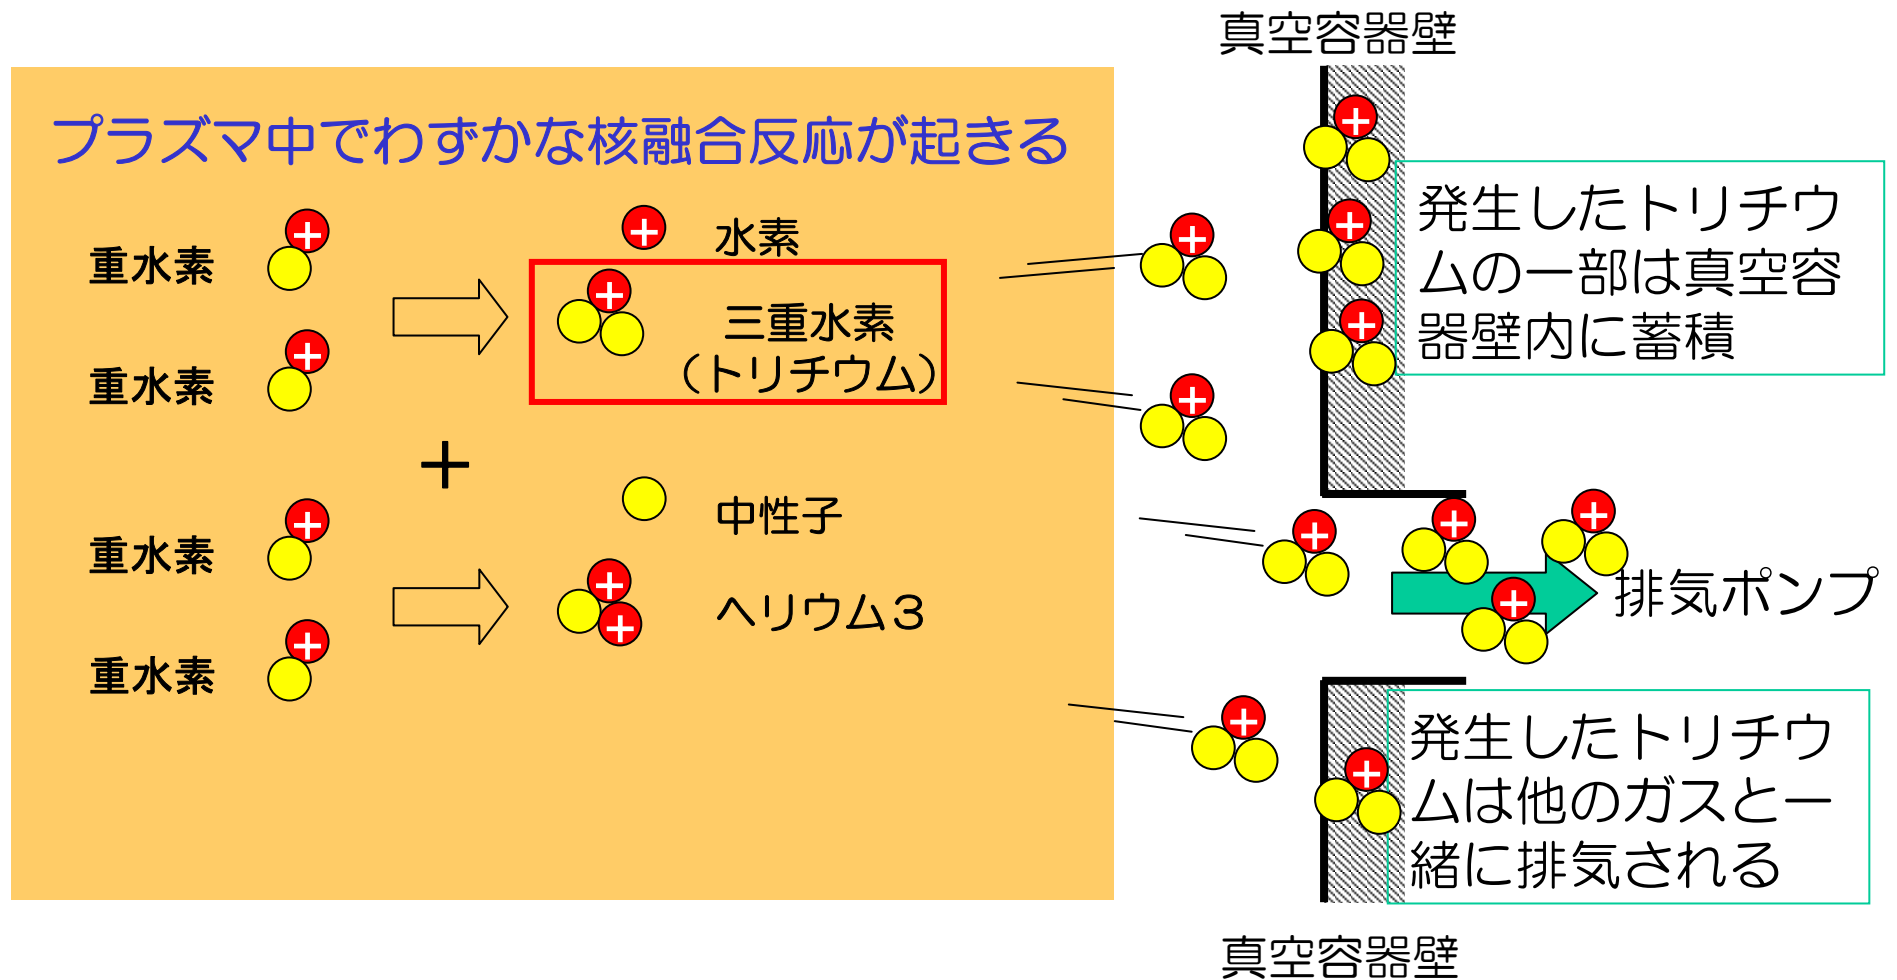 真空容器壁
プラズマ中でわずかな核融合反応が起きる
重水素
重水素
水素
三重水素
（トリチウム）
＋
重水素
重水素
中性子
ヘリウム３
発生したトリチウ
ムの一部は真空容
器壁内に蓄積
排気ポンプ
発生したトリチウ
ムは他のガスと一
緒に排気される
真空容器壁